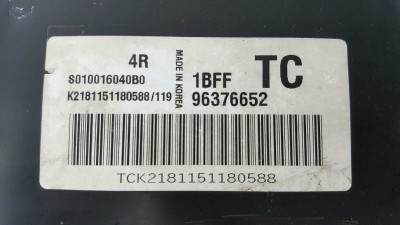 4R
S010016040B0
K2181151180588/119
MADE IN KOREA
1BFF
TC
96376652
TCK2181151180588